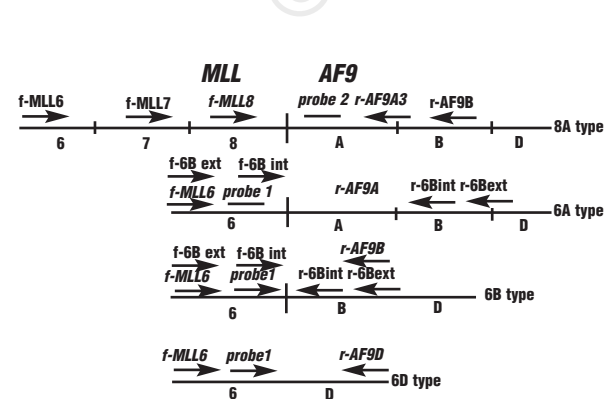 ©
MLL AF9
f-MLL6 f-MLL7 f-MLL8 probe 2 r-AF9A3 r-AF9B
8A type
6 7 8 A B D
f-6B ext f-6B int
f-MLL6 probe 1 r-AF9A r-6Bint r-6Bext
6A type
6 A B D
f-6B ext f-6B int r-AF9B
f-MLL6 probe1 r-6Bint r-6Bext
6B type
6 B D
f-MLL6 probe1 r-AF9D
6D type
6 D